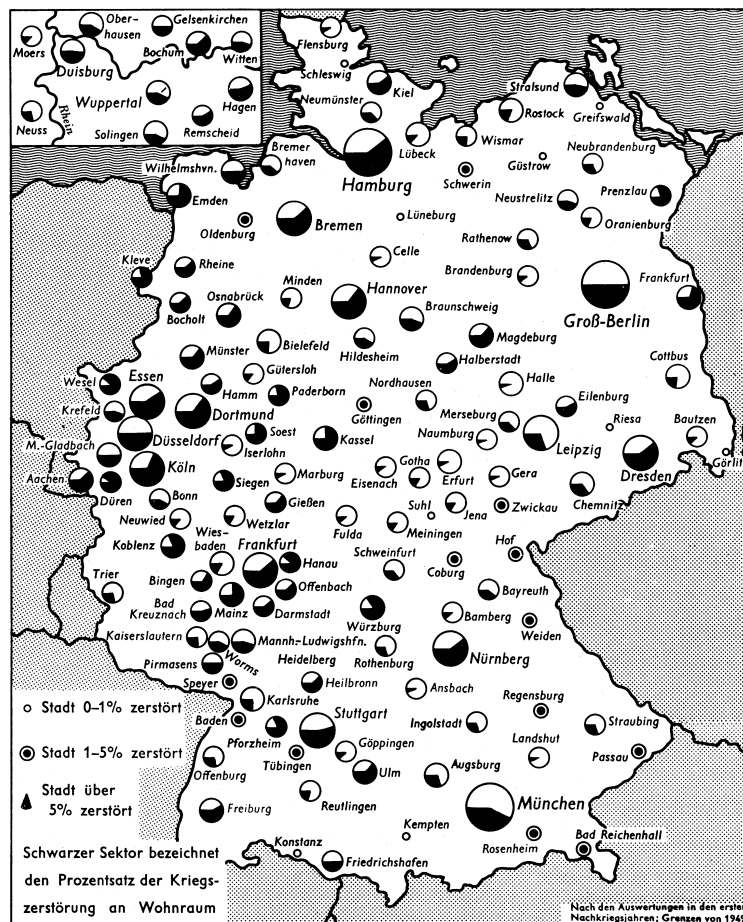 Moers
Ober-
hausen
Gelsenkirchen
Duisburg
Bochum
Witten
Wuppertal
Hagen
Neuss
Rhein
Solingen
Remscheid
Flensburg
Schleswig
Kiel
Neumünster
Stralsund
Rostock
Greifswald
Bremer
haven
Lübeck
Wismar
Güstrow
Neubrandenburg
Wilhelmshvn.
Hamburg
Schwerin
Emden
Neustrelitz
Prenzlau
Oldenburg
Bremen
Lüneburg
Oranienburg
Rathenow
Kleve
Rheine
Celle
Brandenburg
Frankfurt
Minden
Hannover
Bocholt
Osnabrück
Braunschweig
Groß-Berlin
Münster
Bielefeld
Hildesheim
Magdeburg
Halberstadt
Cottbus
Wesel
Essen
Gütersloh
Halle
Hamm
Paderborn
Nordhausen
Eilenburg
Krefeld
Dortmund
Göttingen
Merseburg
Riesa
Bautzen
M.-Gladbach
Düsseldorf
Soest
Kassel
Naumburg
Leipzig
Iserlohn
Görlit
Aachen
Köln
Siegen
Marburg
Gotha
Eisenach
Erfurt
Gera
Dresden
Düren
Bonn
Gießen
Suhl
Jena
Zwickau
Chemnitz
Neuwied
Wetzlar
Fulda
Meiningen
Koblenz
Wies-
baden
Frankfurt
Hanau
Schweinfurt
Hof
Coburg
Trier
Bingen
Offenbach
Bayreuth
Bad
Kreuznach
Mainz
Darmstadt
Würzburg
Bamberg
Weiden
Kaiserslautern
Mannh-Ludwigshfn.
Rothenburg
Nürnberg
Pirmasens
Worms
Heidelberg
Speyer
Heilbronn
Ansbach
Regensburg
Karlsruhe
Stadt 0–1% zerstört
Baden
Stuttgart
Ingolstadt
Straubing
Pforzheim
Göppingen
Landshut
Stadt 1–5% zerstört
Tübingen
Passau
Offenburg
Ulm
Augsburg
Stadt über
5% zerstört
Reutlingen
Freiburg
München
Kempten
Konstanz
Rosenheim
Bad Reichenhall
Friedrichshafen
Schwarzer Sektor bezeichnet
den Prozentsatz der Kriegs-
zerstörung an Wohnraum
Nach den Auswertungen in den erste
Nachkriegsjahren; Grenzen von 194